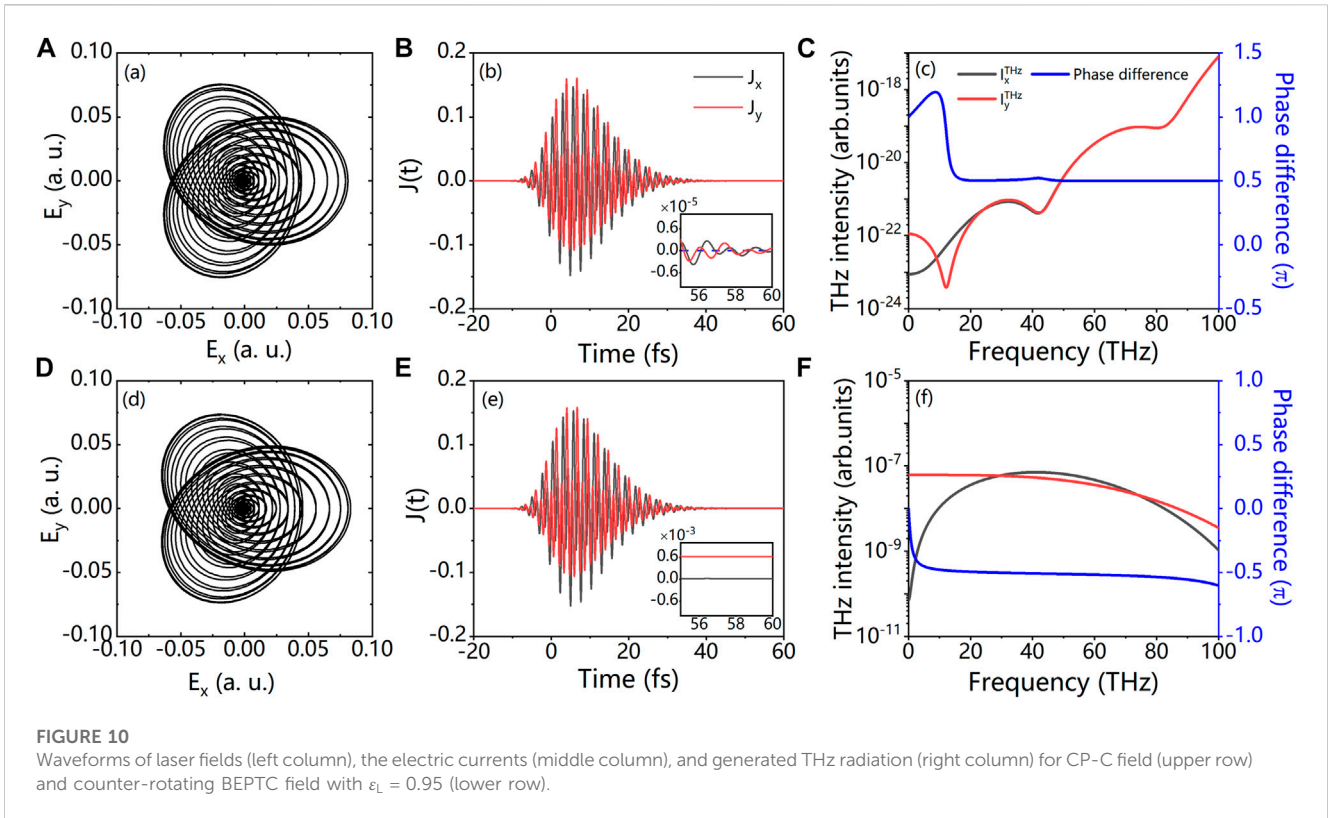 A
(a)
0.10
0.05
0.00
-0.05
-0.10
E_y (a. u.)
-0.10 -0.05 0.00 0.05 0.10
E_x (a. u.)
B
(b)
0.2
0.1
0.0
-0.1
-0.2
J(t)
J_x
J_y
×10^-5
0.6
0.0
-0.6
56 58 60
-20 0 20 40 60
Time (fs)
C
(c)
I_x^THz
Phase difference
I_y^THz
10^-18
10^-20
10^-22
10^-24
THz intensity (arb.units)
1.5
1.0
0.5
0.0
-0.5
Phase difference (π)
0 20 40 60 80 100
Frequency (THz)
D
(d)
0.10
0.05
0.00
-0.05
-0.10
E_y (a. u.)
-0.10 -0.05 0.00 0.05 0.10
E_x (a. u.)
E
(e)
0.2
0.1
0.0
-0.1
-0.2
J(t)
×10^-3
0.6
0.0
-0.6
56 58 60
-20 0 20 40 60
Time (fs)
F
(f)
10^-5
10^-7
10^-9
10^-11
THz intensity (arb.units)
1.0
0.5
0.0
-0.5
-1.0
Phase difference (π)
0 20 40 60 80 100
Frequency (THz)
FIGURE 10
Waveforms of laser fields (left column), the electric currents (middle column), and generated THz radiation (right column) for CP-C field (upper row)
and counter-rotating BEPTC field with ε_L = 0.95 (lower row).